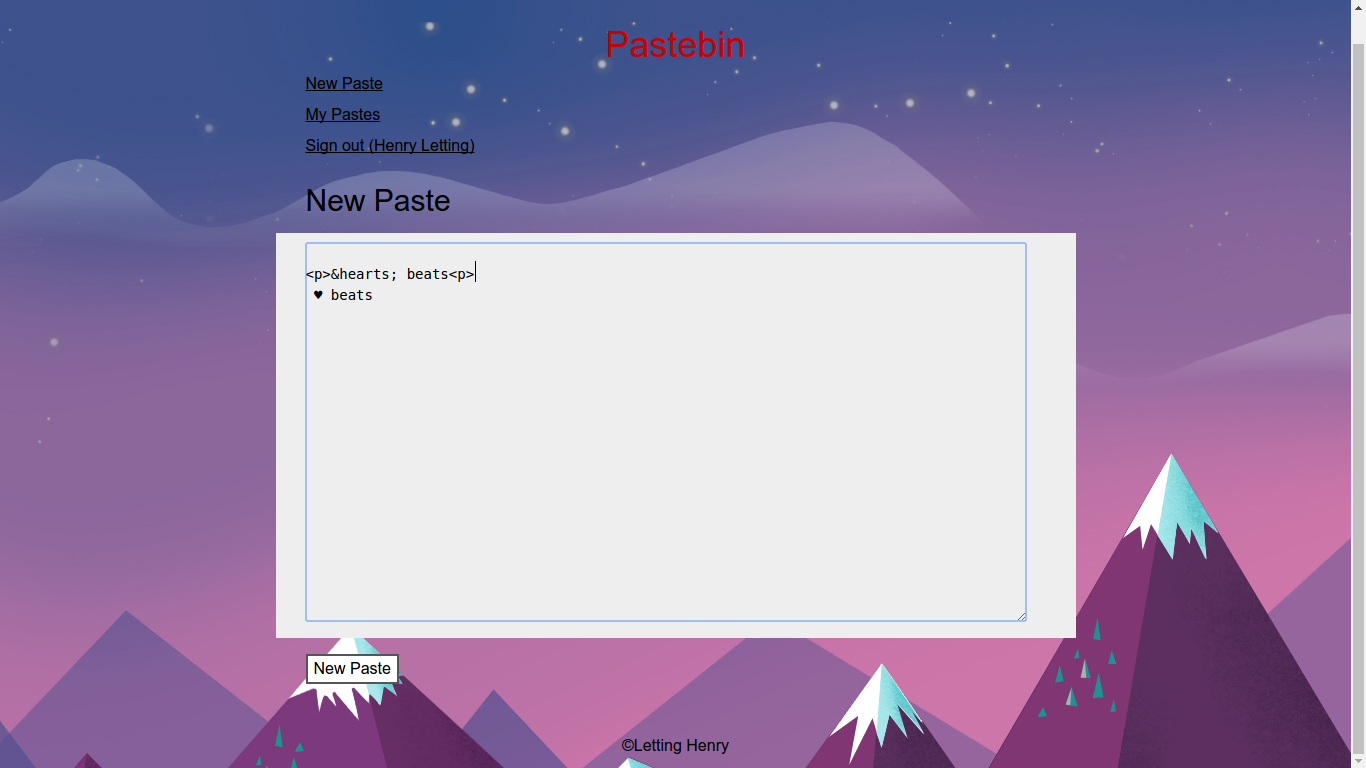 Pastebin
New Paste
My Pastes
Sign out (Henry Letting)
New Paste
<p>&hearts; beats<p>
♥ beats
New Paste
©Letting Henry